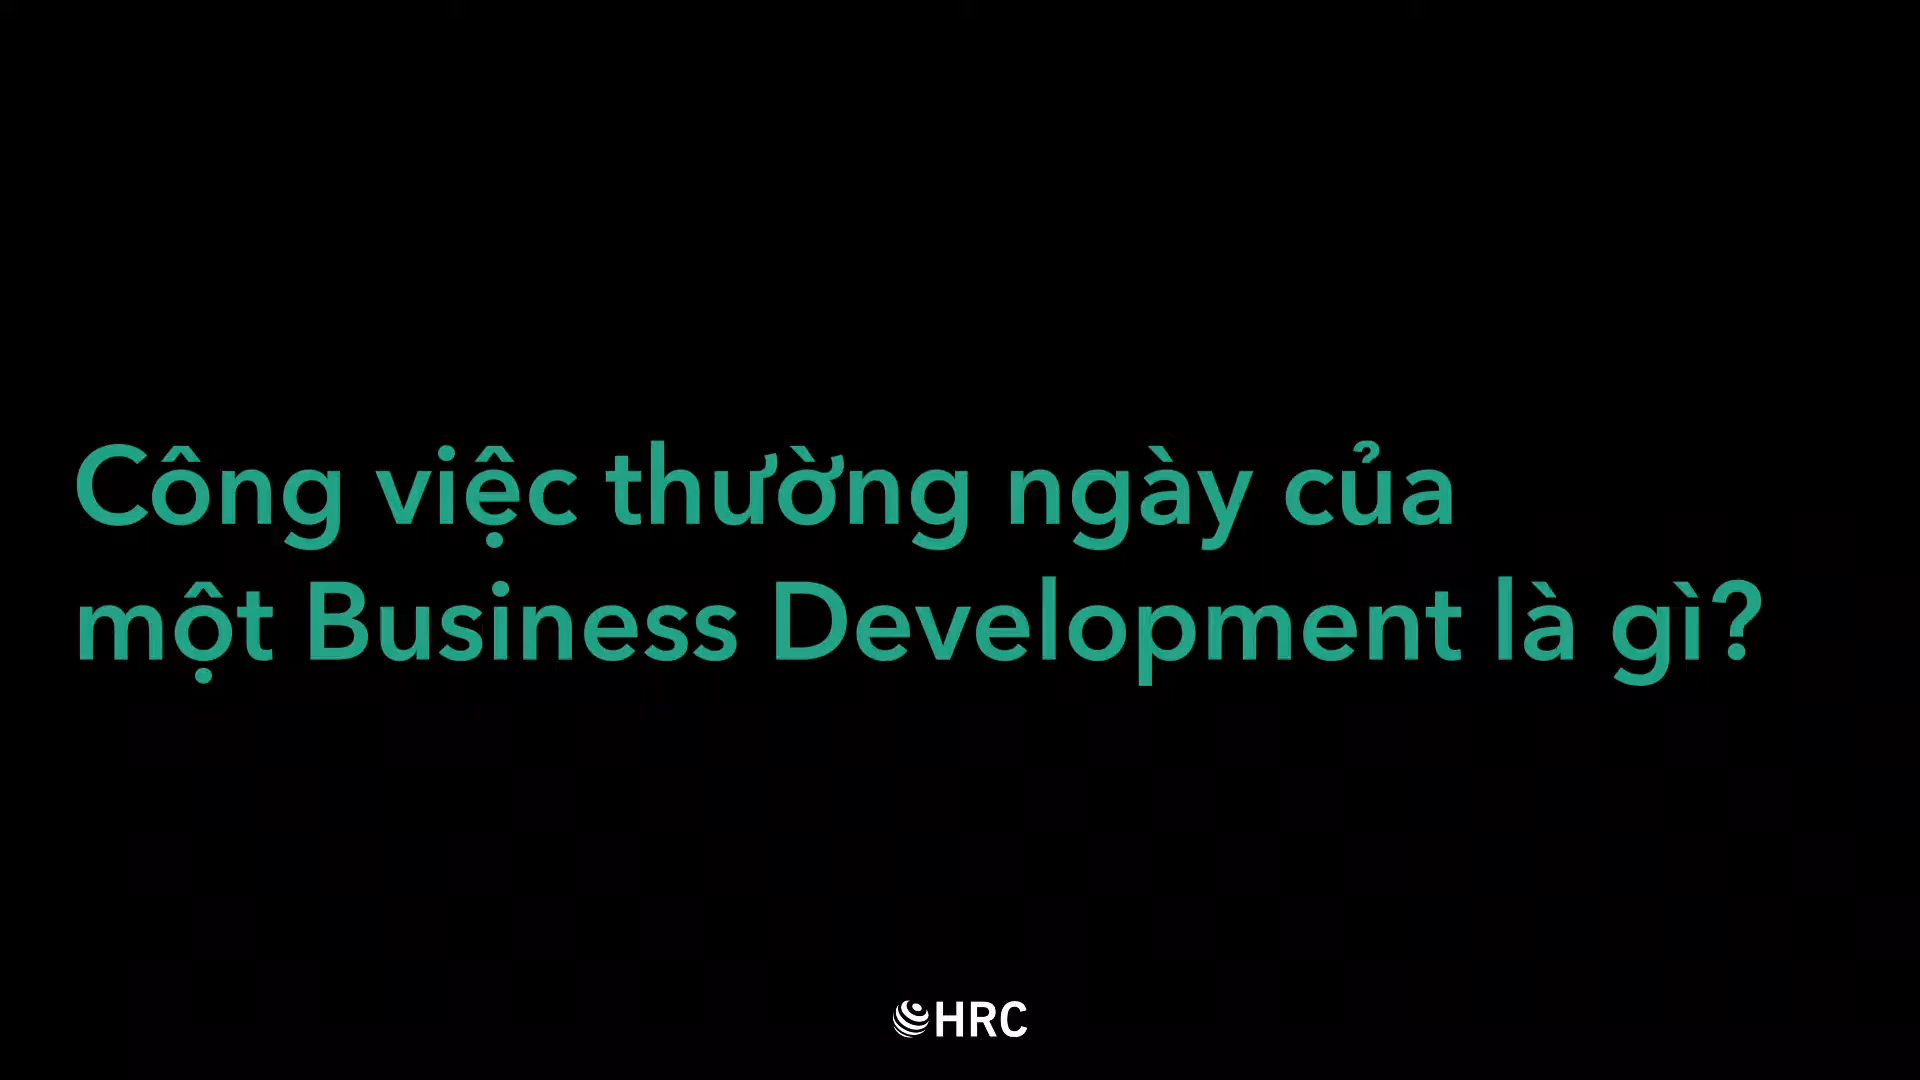 Công việc thường ngày của
một Business Development là gì?
HRC